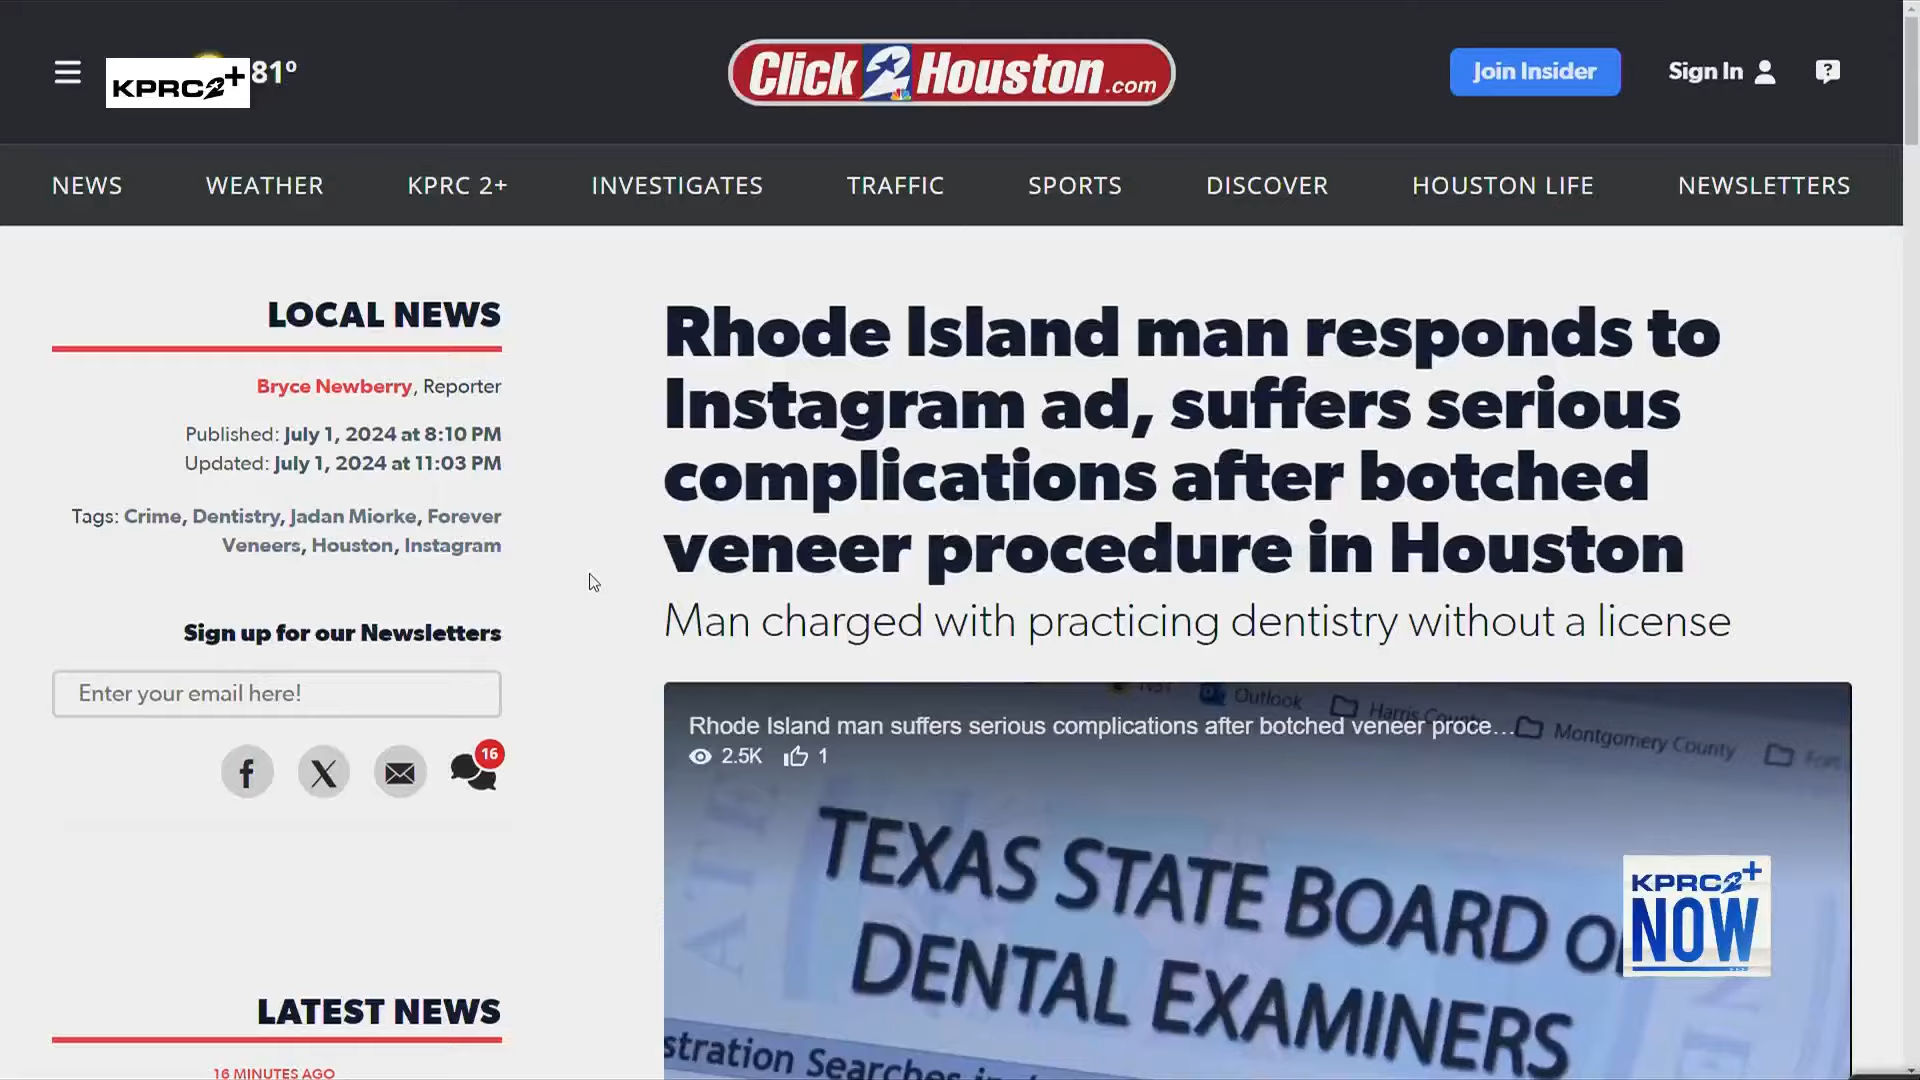 KPRC2+
81°
Click2Houston.com
Join Insider
Sign In
NEWS
WEATHER
KPRC 2+
INVESTIGATES
TRAFFIC
SPORTS
DISCOVER
HOUSTON LIFE
NEWSLETTERS
LOCAL NEWS
Bryce Newberry, Reporter
Published: July 1, 2024 at 8:10 PM
Updated: July 1, 2024 at 11:03 PM
Tags: Crime, Dentistry, Jadan Miorke, Forever
Veneers, Houston, Instagram
Sign up for our Newsletters
Enter your email here!
16
LATEST NEWS
16 MINUTES AGO
Rhode Island man responds to
Instagram ad, suffers serious
complications after botched
veneer procedure in Houston
Man charged with practicing dentistry without a license
Outlook
Harris County
Montgomery County
Rhode Island man suffers serious complications after botched veneer proce...
2.5K
1
TEXAS STATE BOARD
DENTAL EXAMINERS
stration Searches
KPRC2+
NOW